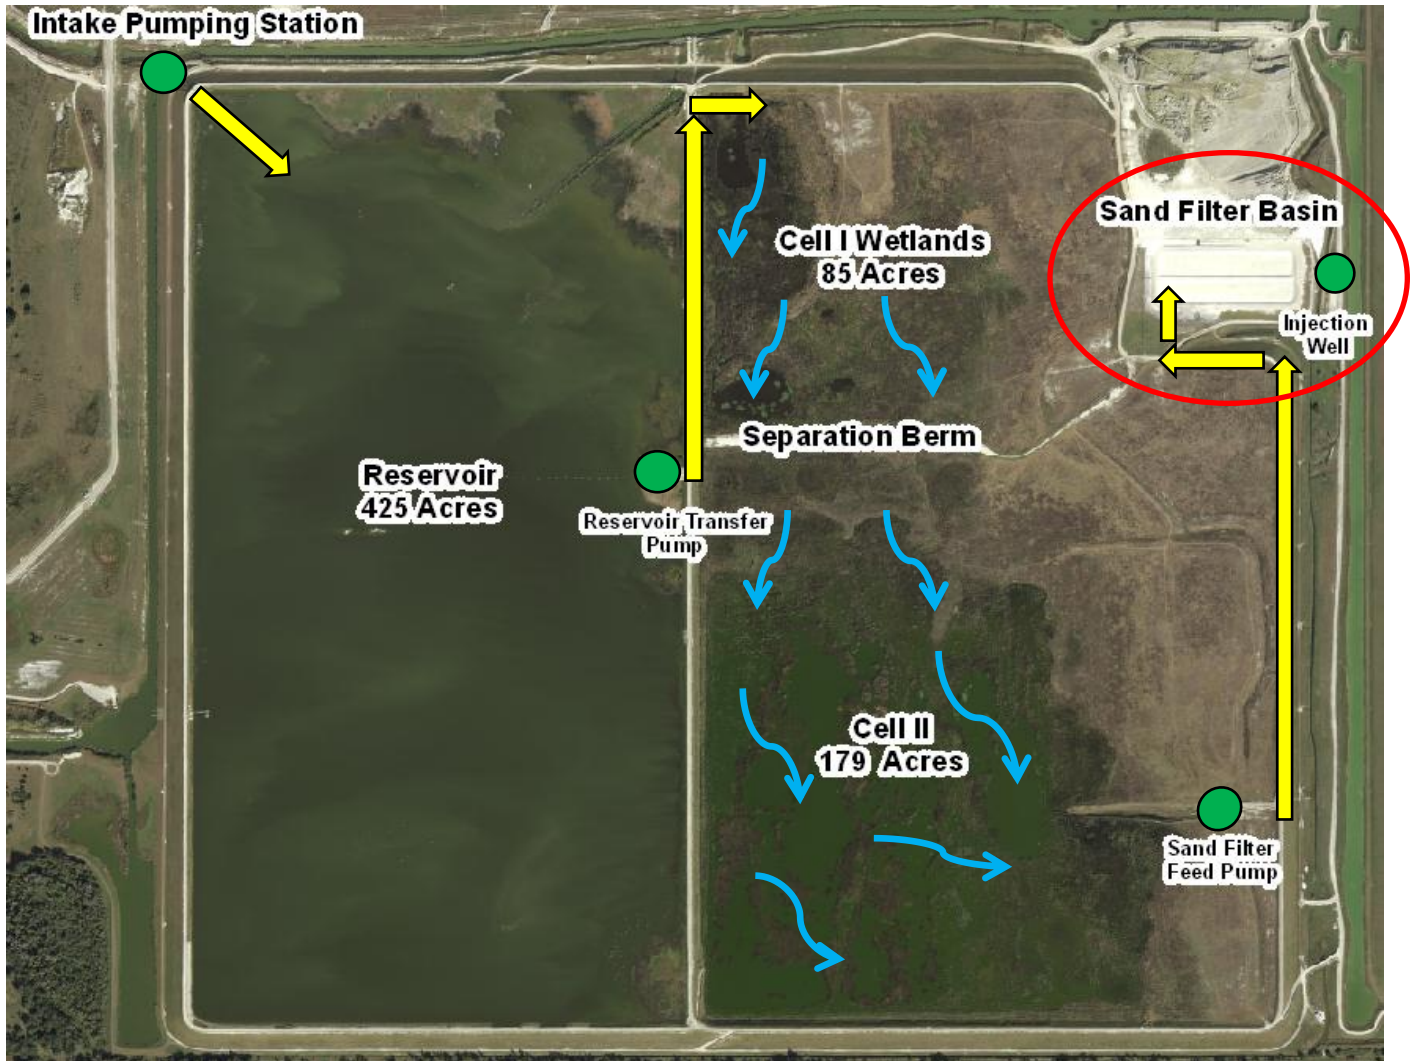 Intake Pumping Station
Sand Filter Basin
Cell I Wetlands
85 Acres
Injection
Well
Separation Berm
Reservoir
425 Acres
Reservoir Transfer
Pump
Cell II
179 Acres
Sand Filter
Feed Pump